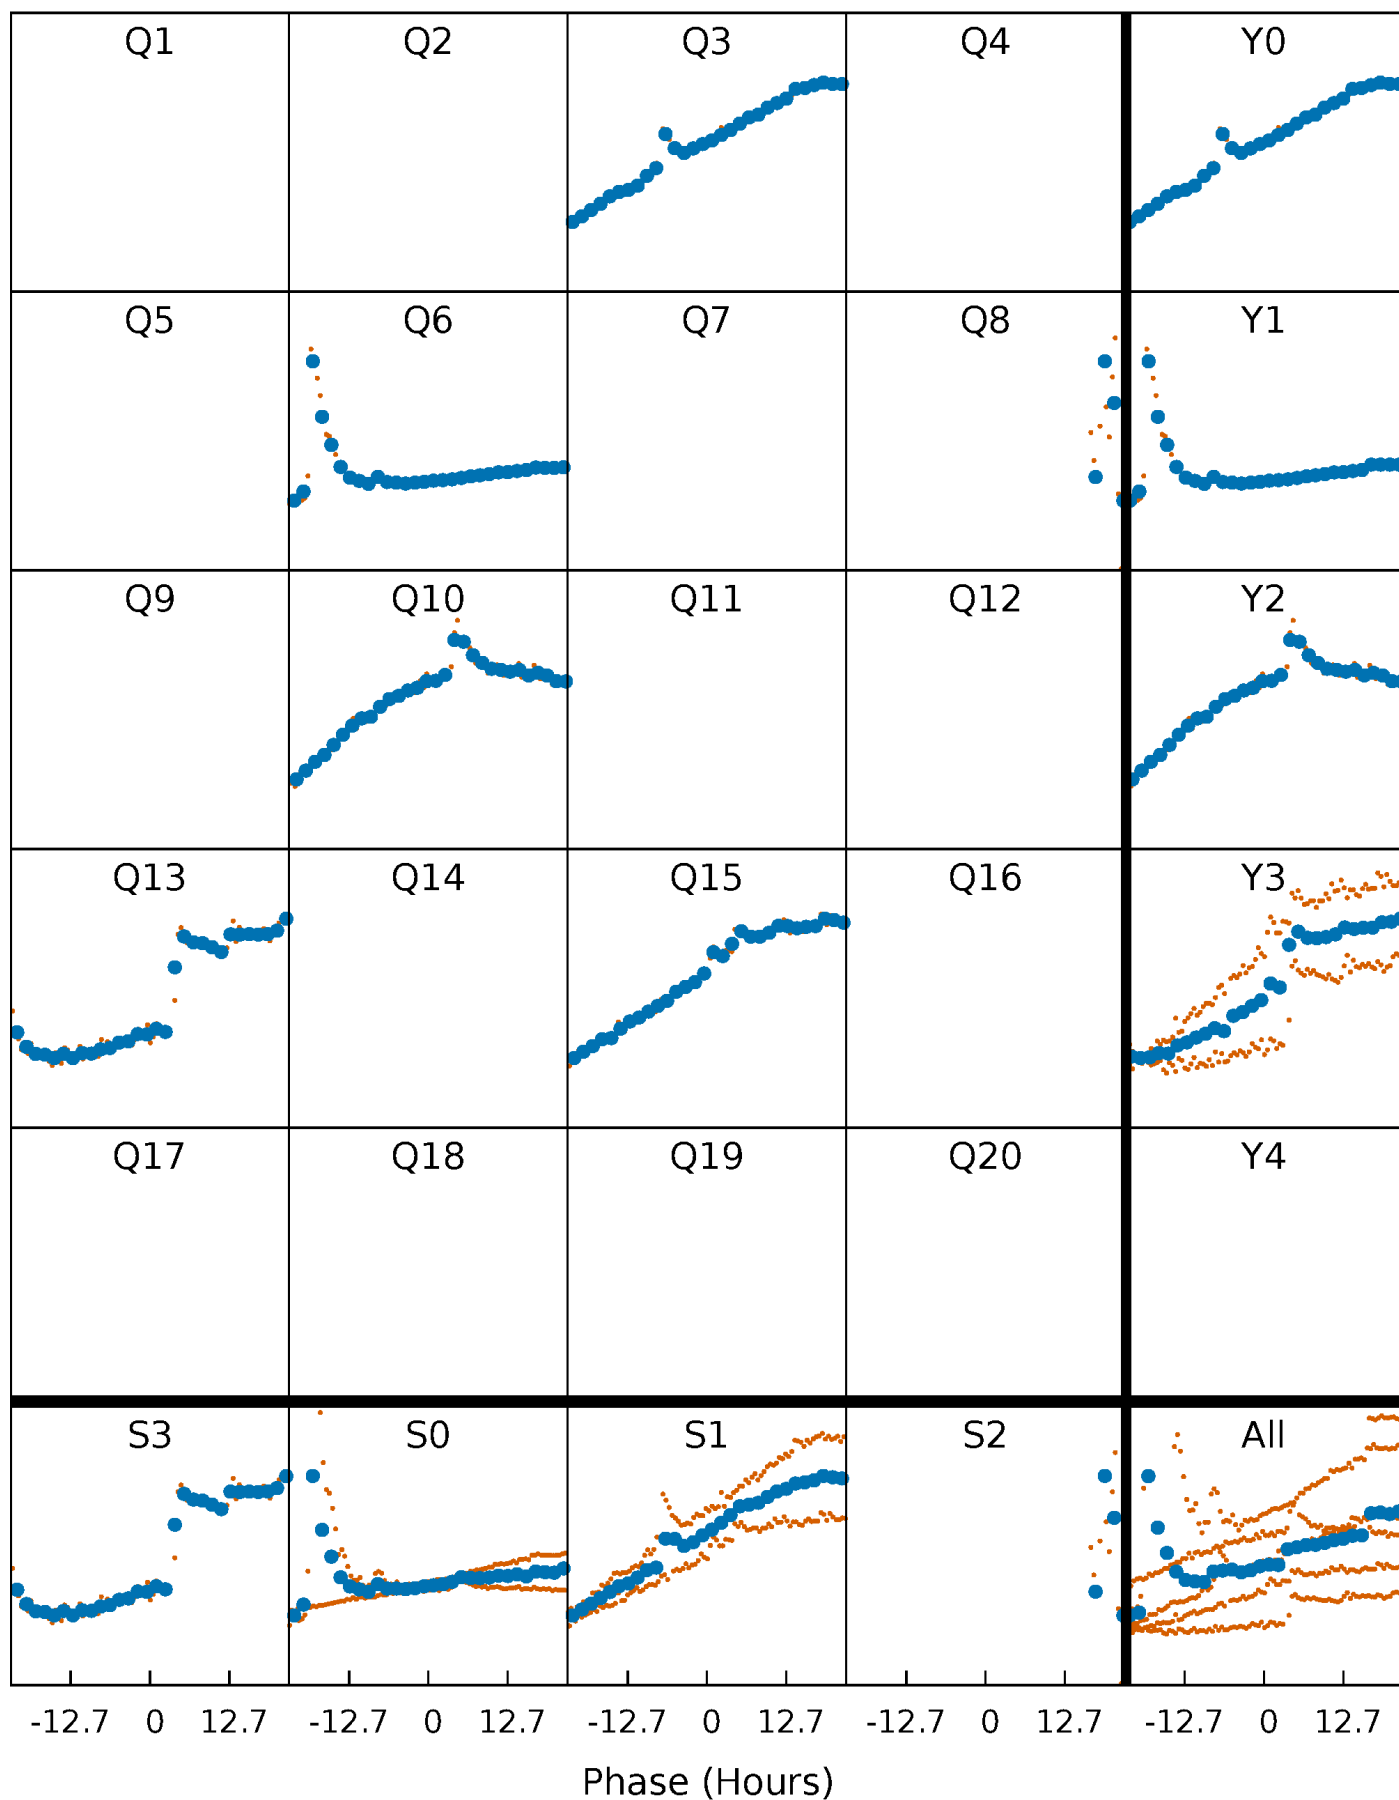 Q1 Q2 Q3 Q4 Y0
Q5 Q6 Q7 Q8 Y1
Q9 Q10 Q11 Q12 Y2
Q13 Q14 Q15 Q16 Y3
Q17 Q18 Q19 Q20 Y4
S3 S0 S1 S2 All
-12.7 0 12.7 -12.7 0 12.7 -12.7 0 12.7 -12.7 0 12.7 -12.7 0 12.7
Phase (Hours)